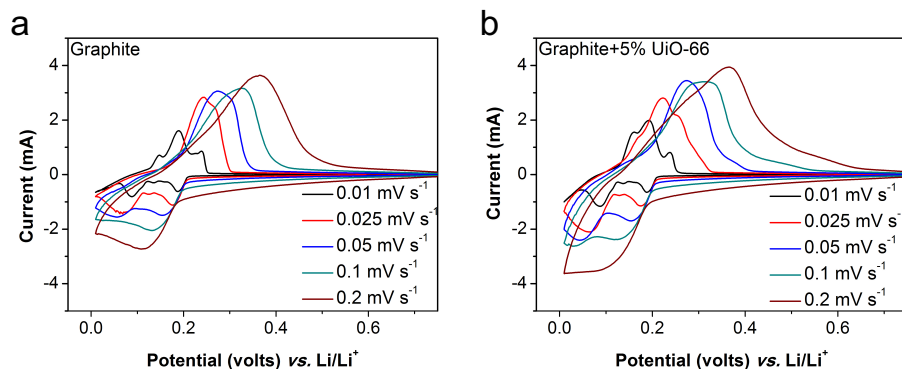 a
Graphite
Current (mA)
4
2
0
-2
-4
0.01 mV s⁻¹
0.025 mV s⁻¹
0.05 mV s⁻¹
0.1 mV s⁻¹
0.2 mV s⁻¹
0.0 0.2 0.4 0.6
Potential (volts) vs. Li/Li⁺
b
Graphite+5% UiO-66
Current (mA)
4
2
0
-2
-4
0.01 mV s⁻¹
0.025 mV s⁻¹
0.05 mV s⁻¹
0.1 mV s⁻¹
0.2 mV s⁻¹
0.0 0.2 0.4 0.6
Potential (volts) vs. Li/Li⁺